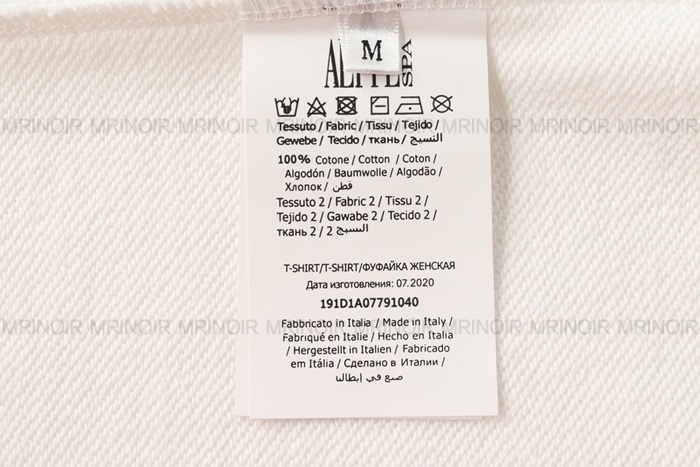 M
SPA
Tessuto / Fabric / Tissu / Tejido /
MRINOIR MRINOIR MRINOIR MRINOIR MRINOIR MRINOIR MRINOIR
Gewebe / Tecido / ткань / النسيج /
100% Cotone / Cotton / Coton /
Algodón / Baumwolle / Algodão /
Хлопок / قطن /
Tessuto 2 / Fabric 2 / Tissu 2 /
Tejido 2 / Gawabe 2 / Tecido 2 /
ткань 2 / 2 النسيج
T-SHIRT/T-SHIRT/ФУФАЙКА ЖЕНСКАЯ
Дата изготовления: 07.2020
191D1A07791040
Fabbricato in Italia / Made in Italy /
MRINOIR MRINOIR MRINOIR MRINOIR MRINOIR MRINOIR MRINOIR
Fabriqué en Italie / Hecho en Italia
/ Hergestellt in Italien / Fabricado
em Itália / Сделано в Италии /
صنع في إيطاليا